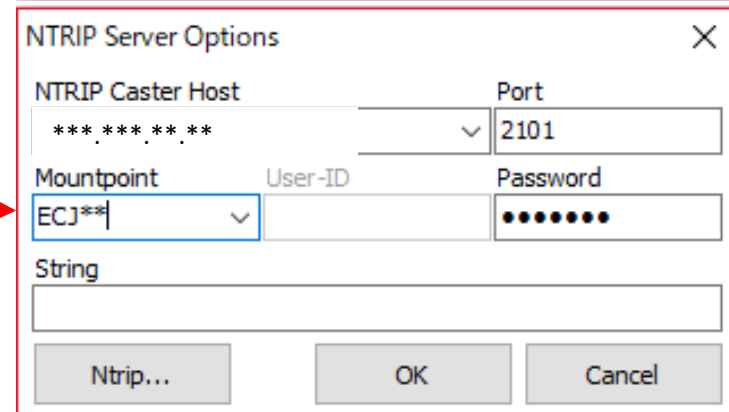 NTRIP Server Options
NTRIP Caster Host Port
***.***.**.** 2101
Mountpoint User-ID Password
ECJ** •••••••
String
Ntrip... OK Cancel